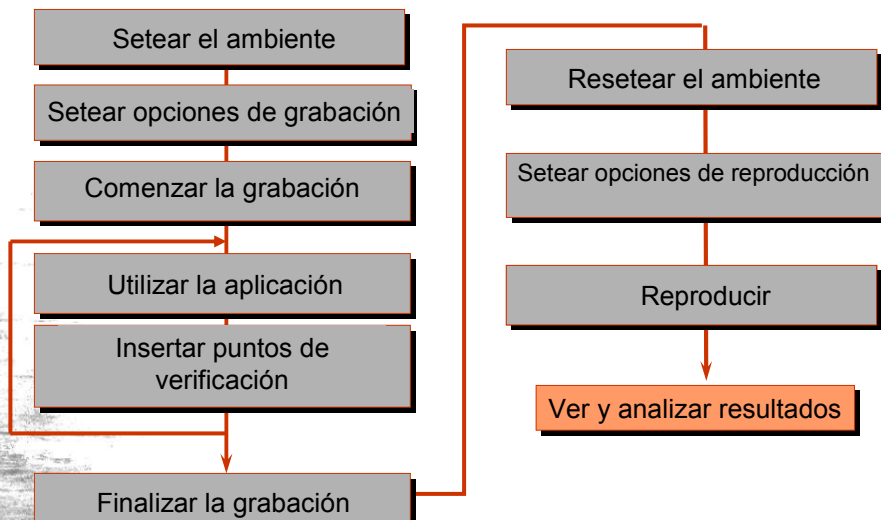 Setear el ambiente
Setear opciones de grabación
Comenzar la grabación
Utilizar la aplicación
Insertar puntos de
verificación
Finalizar la grabación
Resetear el ambiente
Setear opciones de reproducción
Reproducir
Ver y analizar resultados